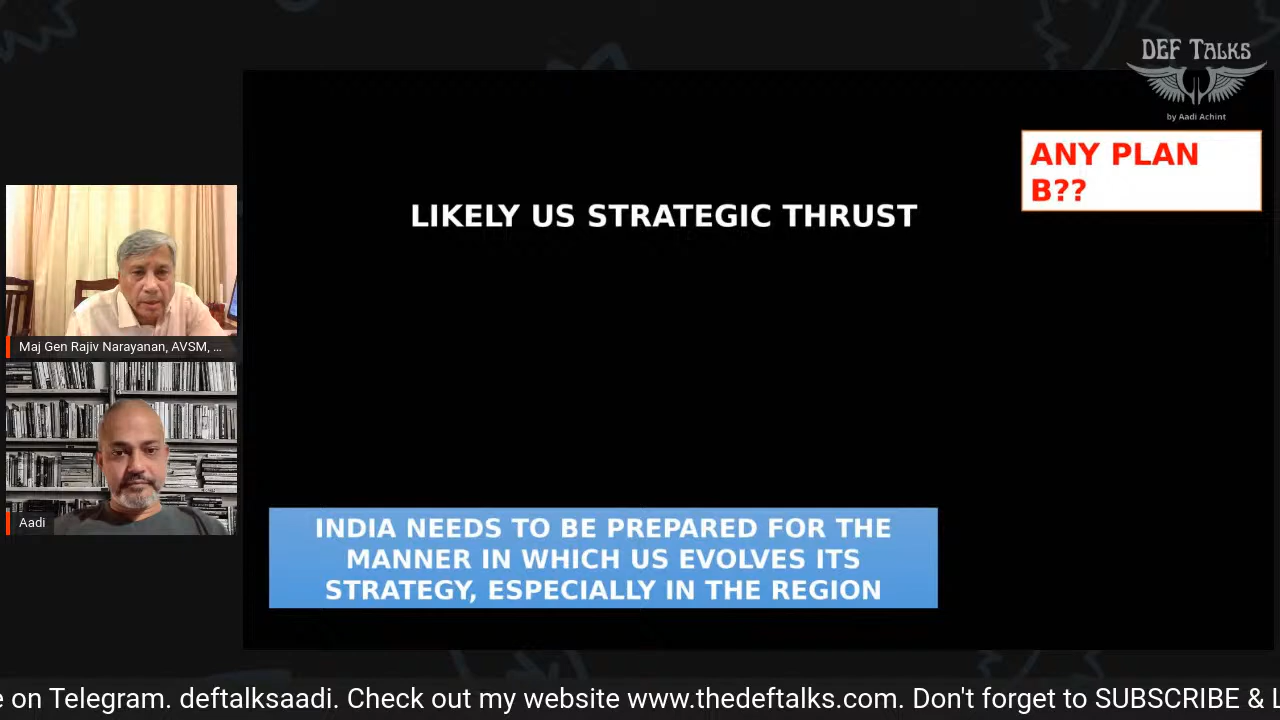 DEF TALKS
by Aadi Achint
ANY PLAN
B??
LIKELY US STRATEGIC THRUST
Maj Gen Rajiv Narayanan, AVSM, ...
Aadi
INDIA NEEDS TO BE PREPARED FOR THE
MANNER IN WHICH US EVOLVES ITS
STRATEGY, ESPECIALLY IN THE REGION
e on Telegram. deftalksaadi. Check out my website www.thedeftalks.com. Don't forget to SUBSCRIBE & L